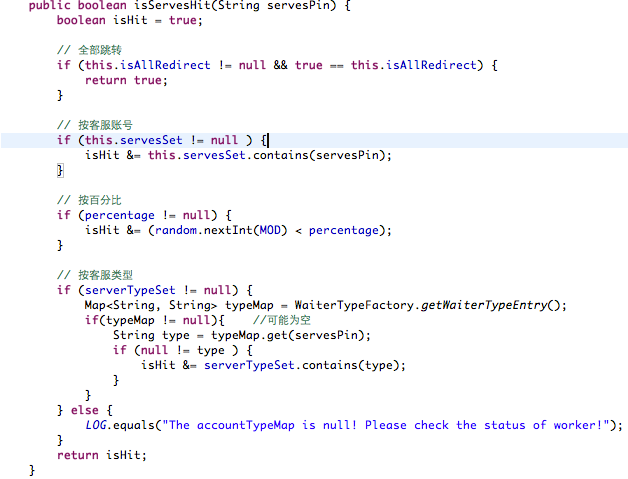 public boolean isServesHit(String servesPin) {
boolean isHit = true;
// 全部跳转
if (this.isAllRedirect != null && true == this.isAllRedirect) {
return true;
}
// 按客服账号
if (this.servesSet != null ) {
isHit &= this.servesSet.contains(servesPin);
}
// 按百分比
if (percentage != null) {
isHit &= (random.nextInt(MOD) < percentage);
}
// 按客服类型
if (serverTypeSet != null) {
Map<String, String> typeMap = WaiterTypeFactory.getWaiterTypeEntry();
if(typeMap != null){    //可能为空
String type = typeMap.get(servesPin);
if (null != type ) {
isHit &= serverTypeSet.contains(type);
}
}
} else {
LOG.equals("The accountTypeMap is null! Please check the status of worker!");
}
return isHit;
}